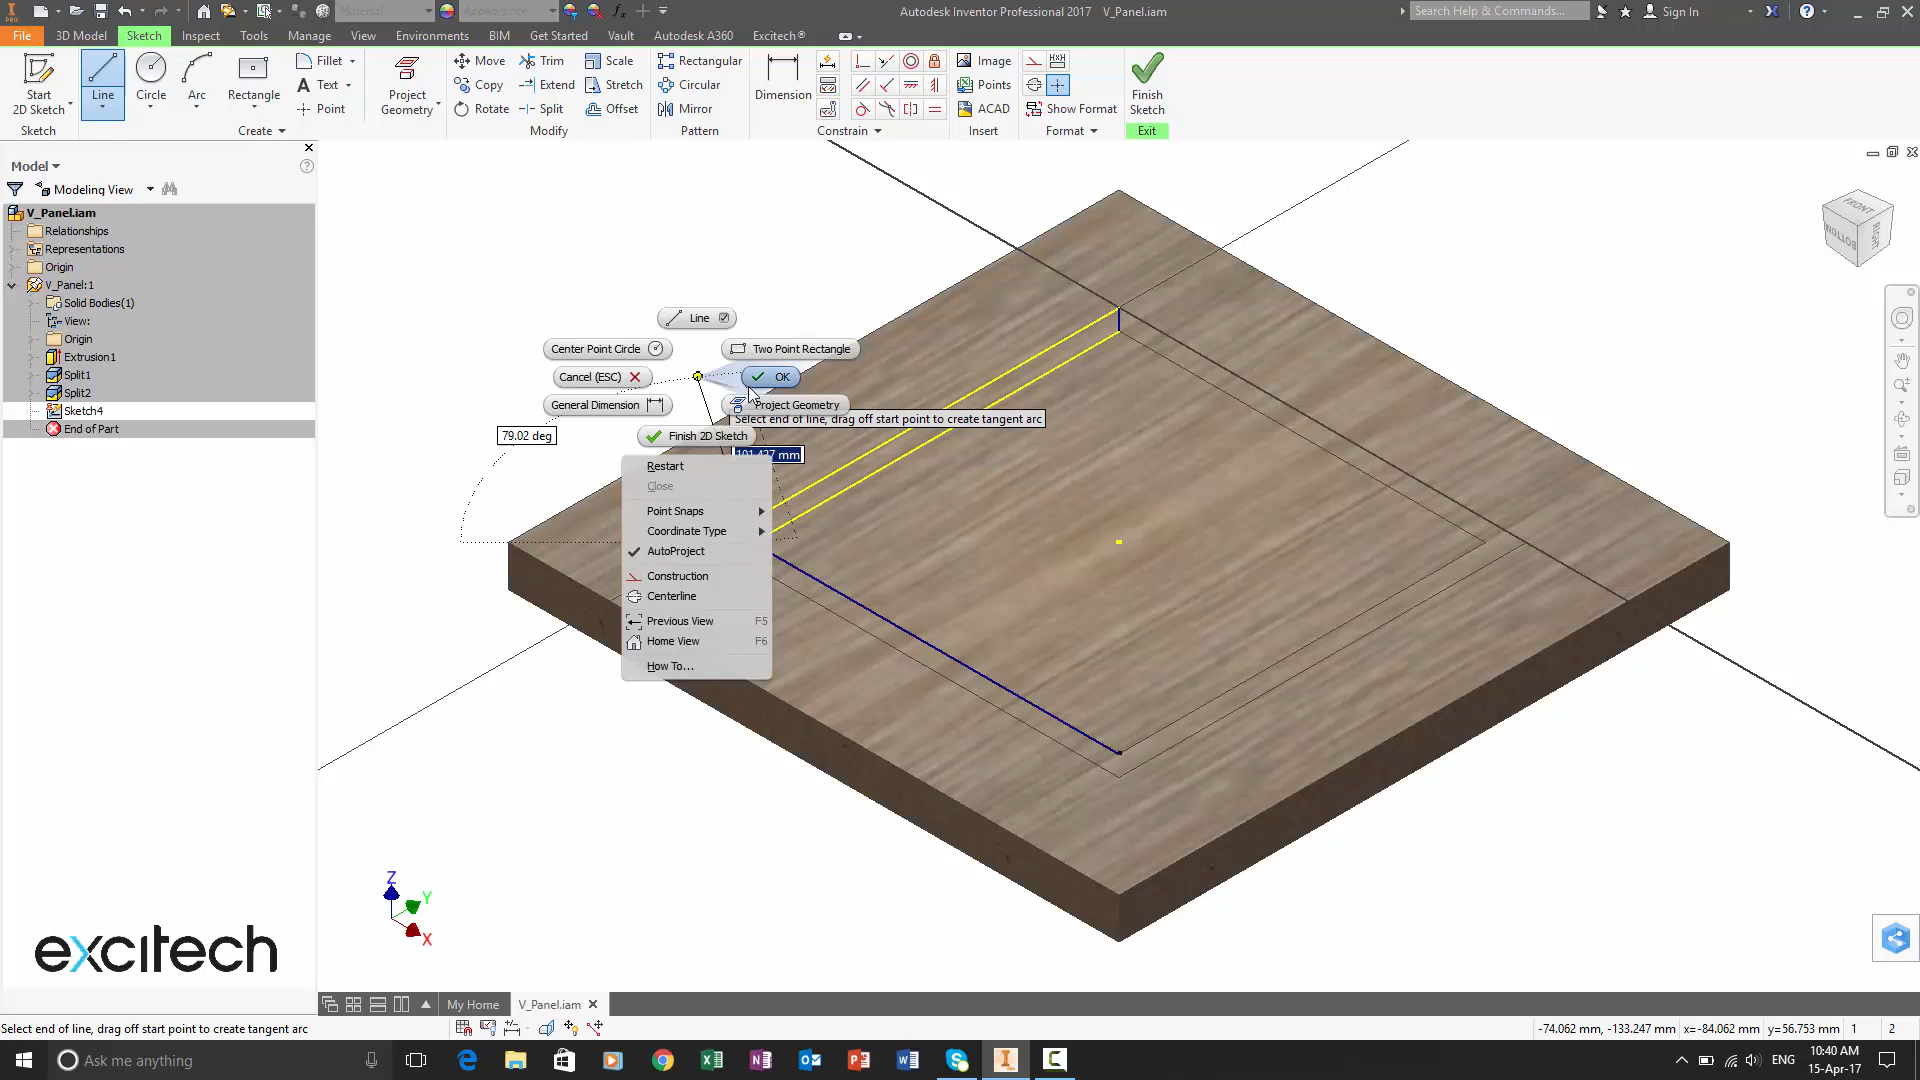 Material
Appearance
Autodesk Inventor Professional 2017 V_Panel.iam
Search Help & Commands...
Sign In
File
3D Model
Sketch
Inspect
Tools
Manage
View
Environments
BIM
Get Started
Vault
Autodesk A360
Excitech®
Start
2D Sketch
Line
Circle
Arc
Rectangle
Fillet
Text
Point
Project
Geometry
Move
Copy
Rotate
Trim
Extend
Split
Scale
Stretch
Offset
Rectangular
Circular
Mirror
Dimension
Image
Points
ACAD
Show Format
Finish
Sketch
Sketch
Create
Modify
Pattern
Constrain
Insert
Format
Exit
Model
Modeling View
V_Panel.iam
Relationships
Representations
Origin
V_Panel:1
Solid Bodies(1)
View:
Origin
Extrusion1
Split1
Split2
Sketch4
End of Part
FRONT
RIGHT
BOTTOM
Line
Center Point Circle
Two Point Rectangle
Cancel (ESC)
OK
General Dimension
Project Geometry
Select end of line, drag off start point to create tangent arc
79.02 deg
Finish 2D Sketch
101.427 mm
Restart
Close
Point Snaps
Coordinate Type
AutoProject
Construction
Centerline
Previous View F5
Home View F6
How To...
Z
Y
X
excitech
My Home
V_Panel.iam
Select end of line, drag off start point to create tangent arc
-74.062 mm, -133.247 mm x=-84.062 mm y=56.753 mm 1 2
Ask me anything
ENG
10:40 AM
15-Apr-17